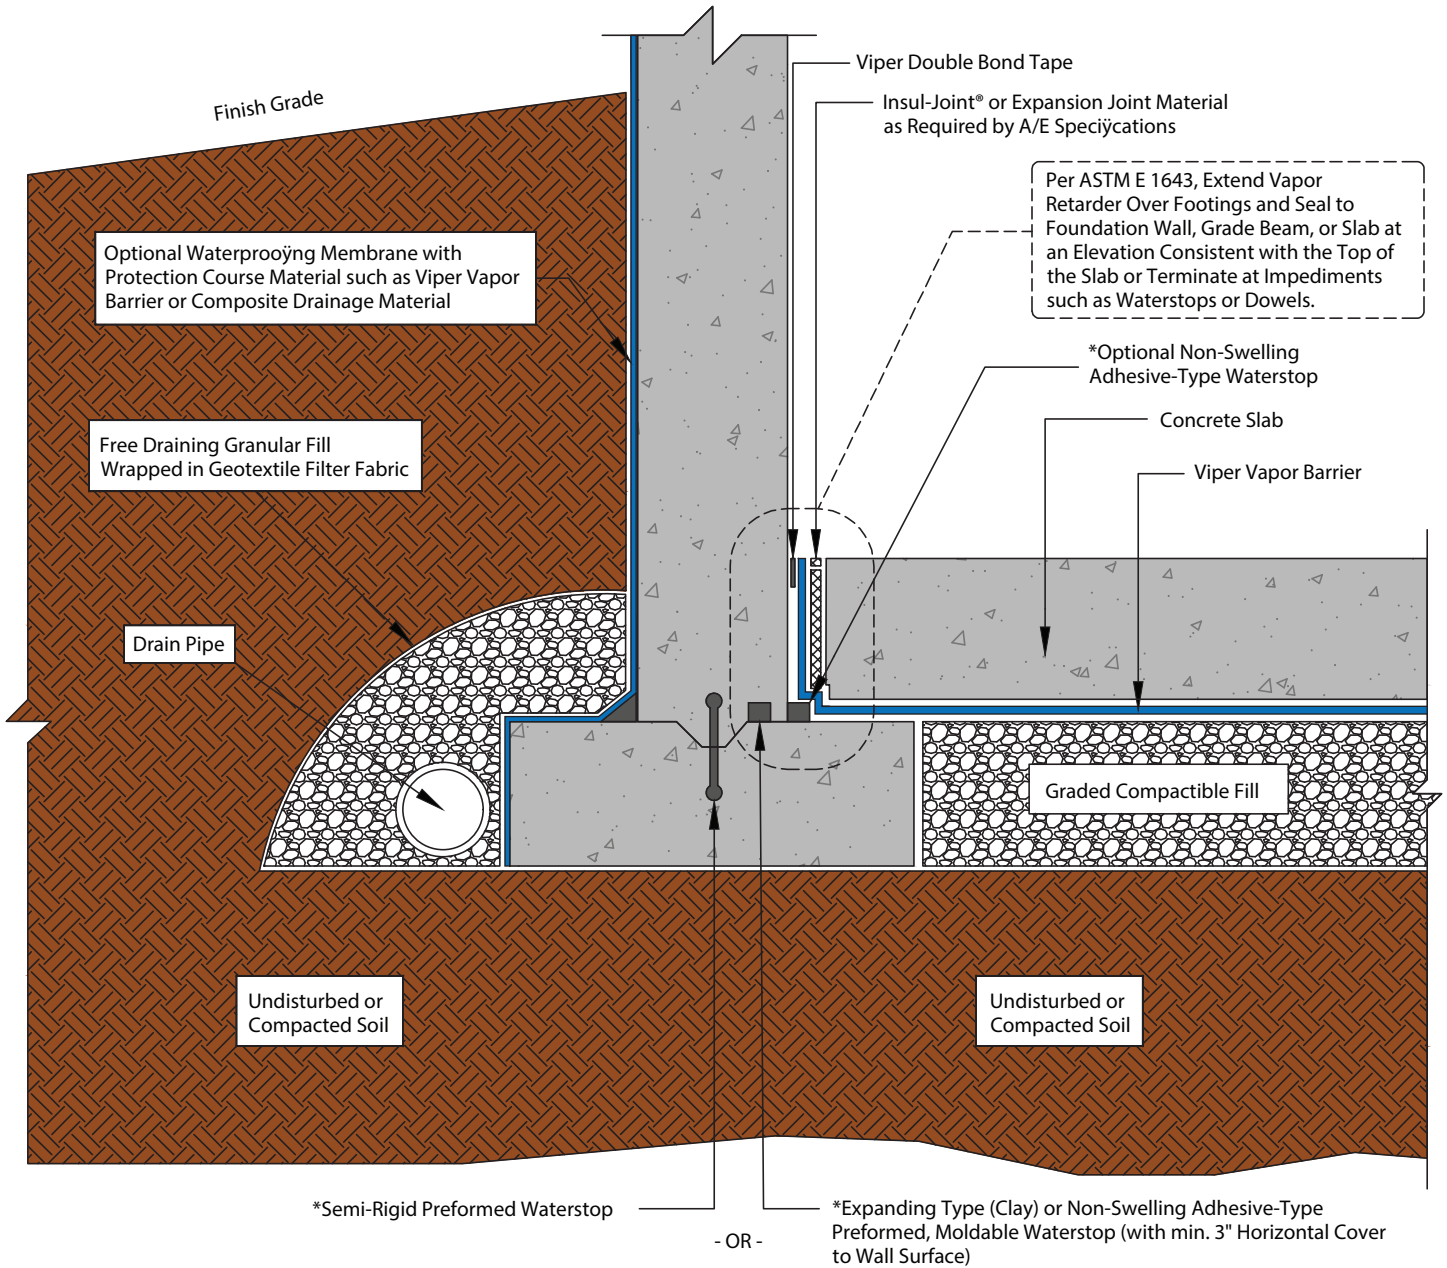 Viper Double Bond Tape
Finish Grade
Insul-Joint® or Expansion Joint Material
as Required by A/E Speciÿcations
Per ASTM E 1643, Extend Vapor
Retarder Over Footings and Seal to
Foundation Wall, Grade Beam, or Slab at
an Elevation Consistent with the Top of
the Slab or Terminate at Impediments
such as Waterstops or Dowels.
Optional Waterprooÿng Membrane with
Protection Course Material such as Viper Vapor
Barrier or Composite Drainage Material
*Optional Non-Swelling
Adhesive-Type Waterstop
Concrete Slab
Free Draining Granular Fill
Wrapped in Geotextile Filter Fabric
Viper Vapor Barrier
Drain Pipe
Graded Compactible Fill
Undisturbed or
Compacted Soil
Undisturbed or
Compacted Soil
*Semi-Rigid Preformed Waterstop
- OR -
*Expanding Type (Clay) or Non-Swelling Adhesive-Type
Preformed, Moldable Waterstop (with min. 3" Horizontal Cover
to Wall Surface)